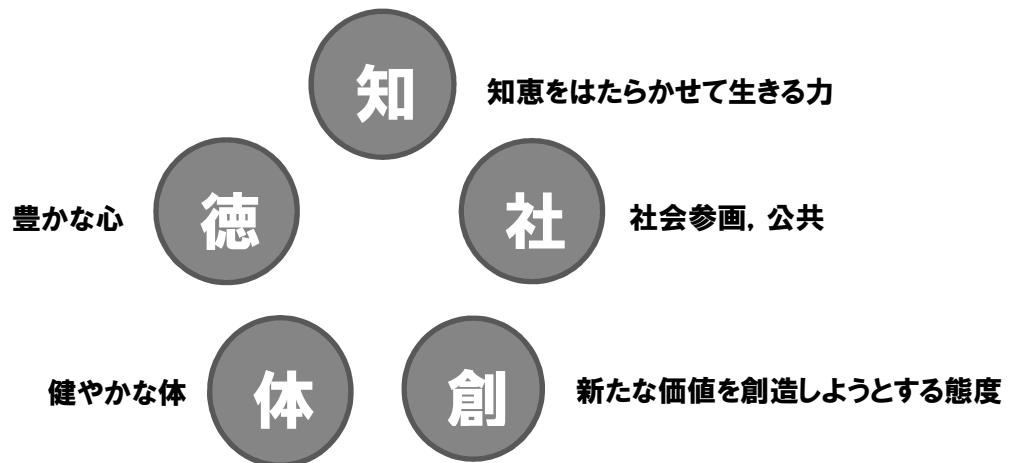 知
知恵をはたらかせて生きる力
豊かな心
徳
社
社会参画，公共
健やかな体
体
創
新たな価値を創造しようとする態度